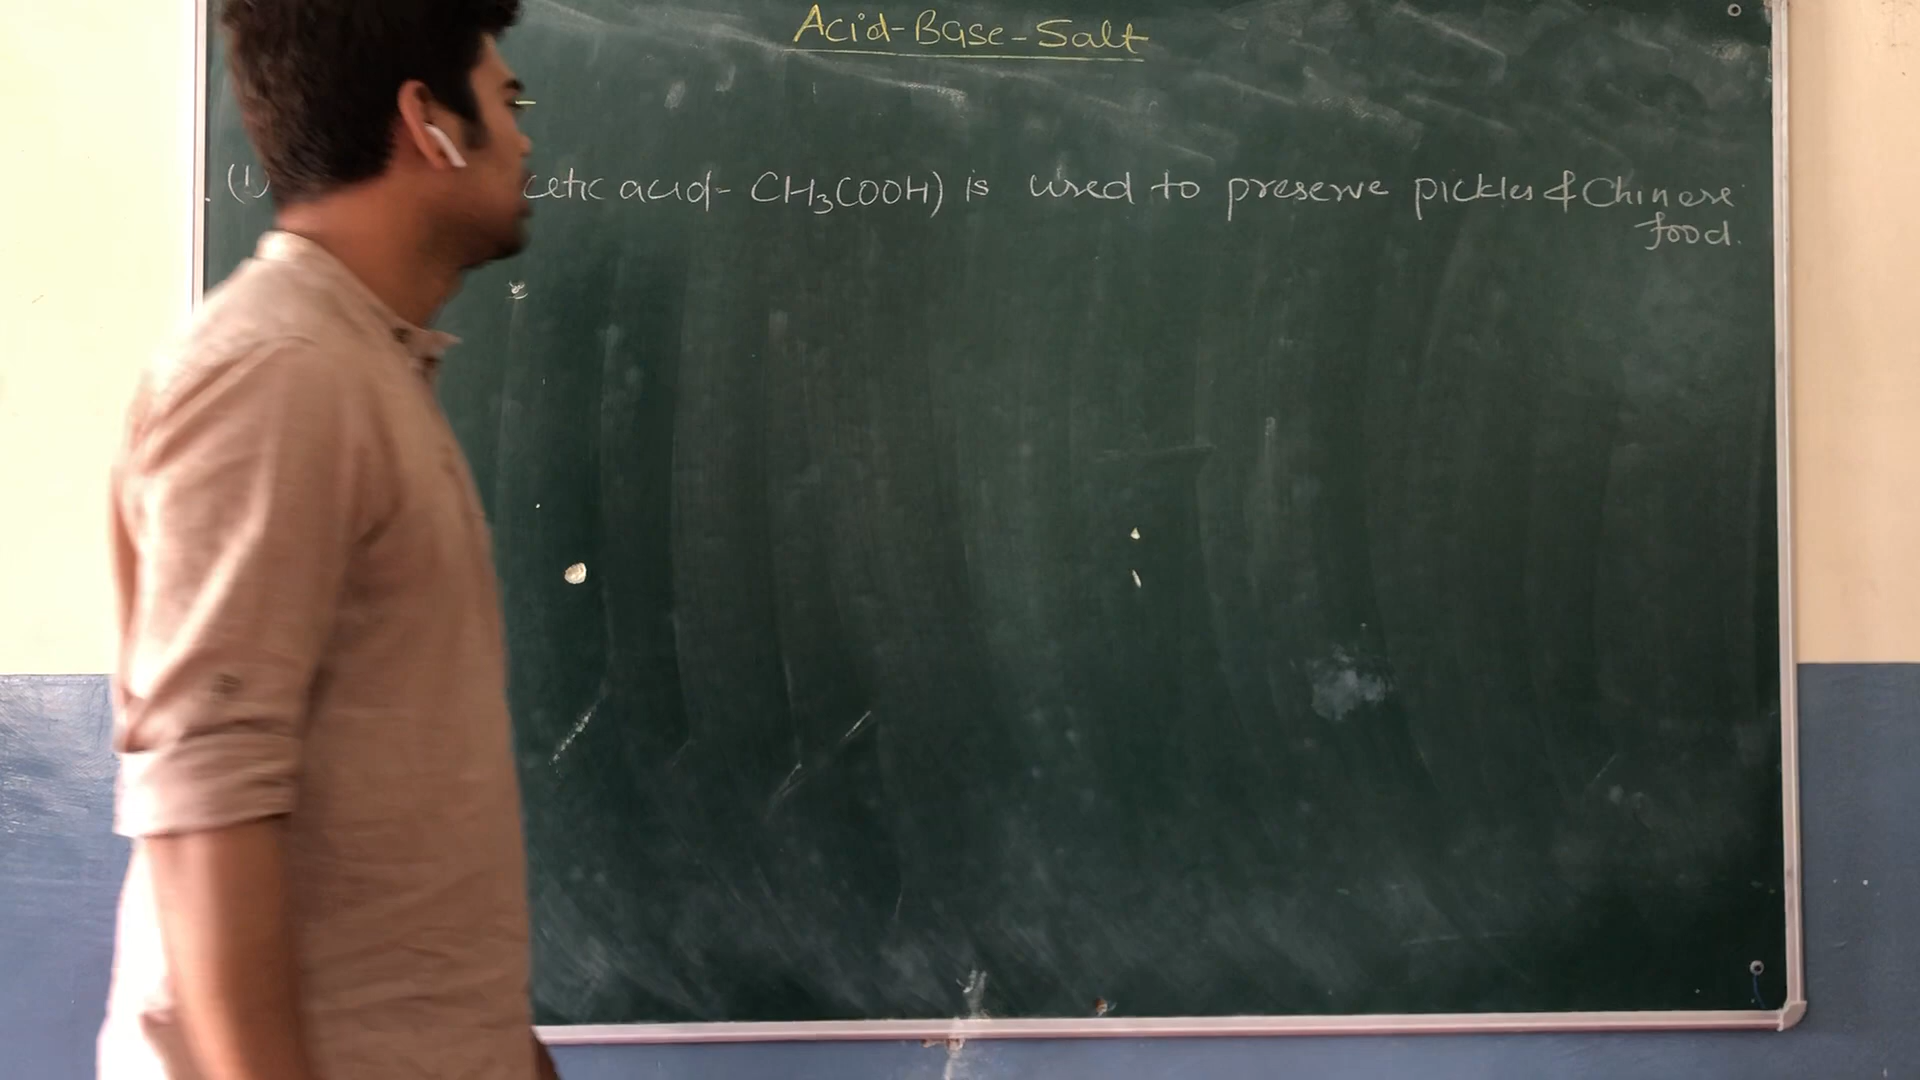 Acid-Base-Salt
(1) cetic acid- CH₃COOH) is used to preserve pickles & Chinese
food.